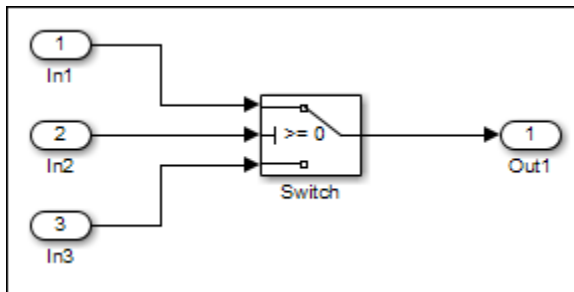 1
In1
2
In2
3
In3
>= 0
Switch
1
Out1